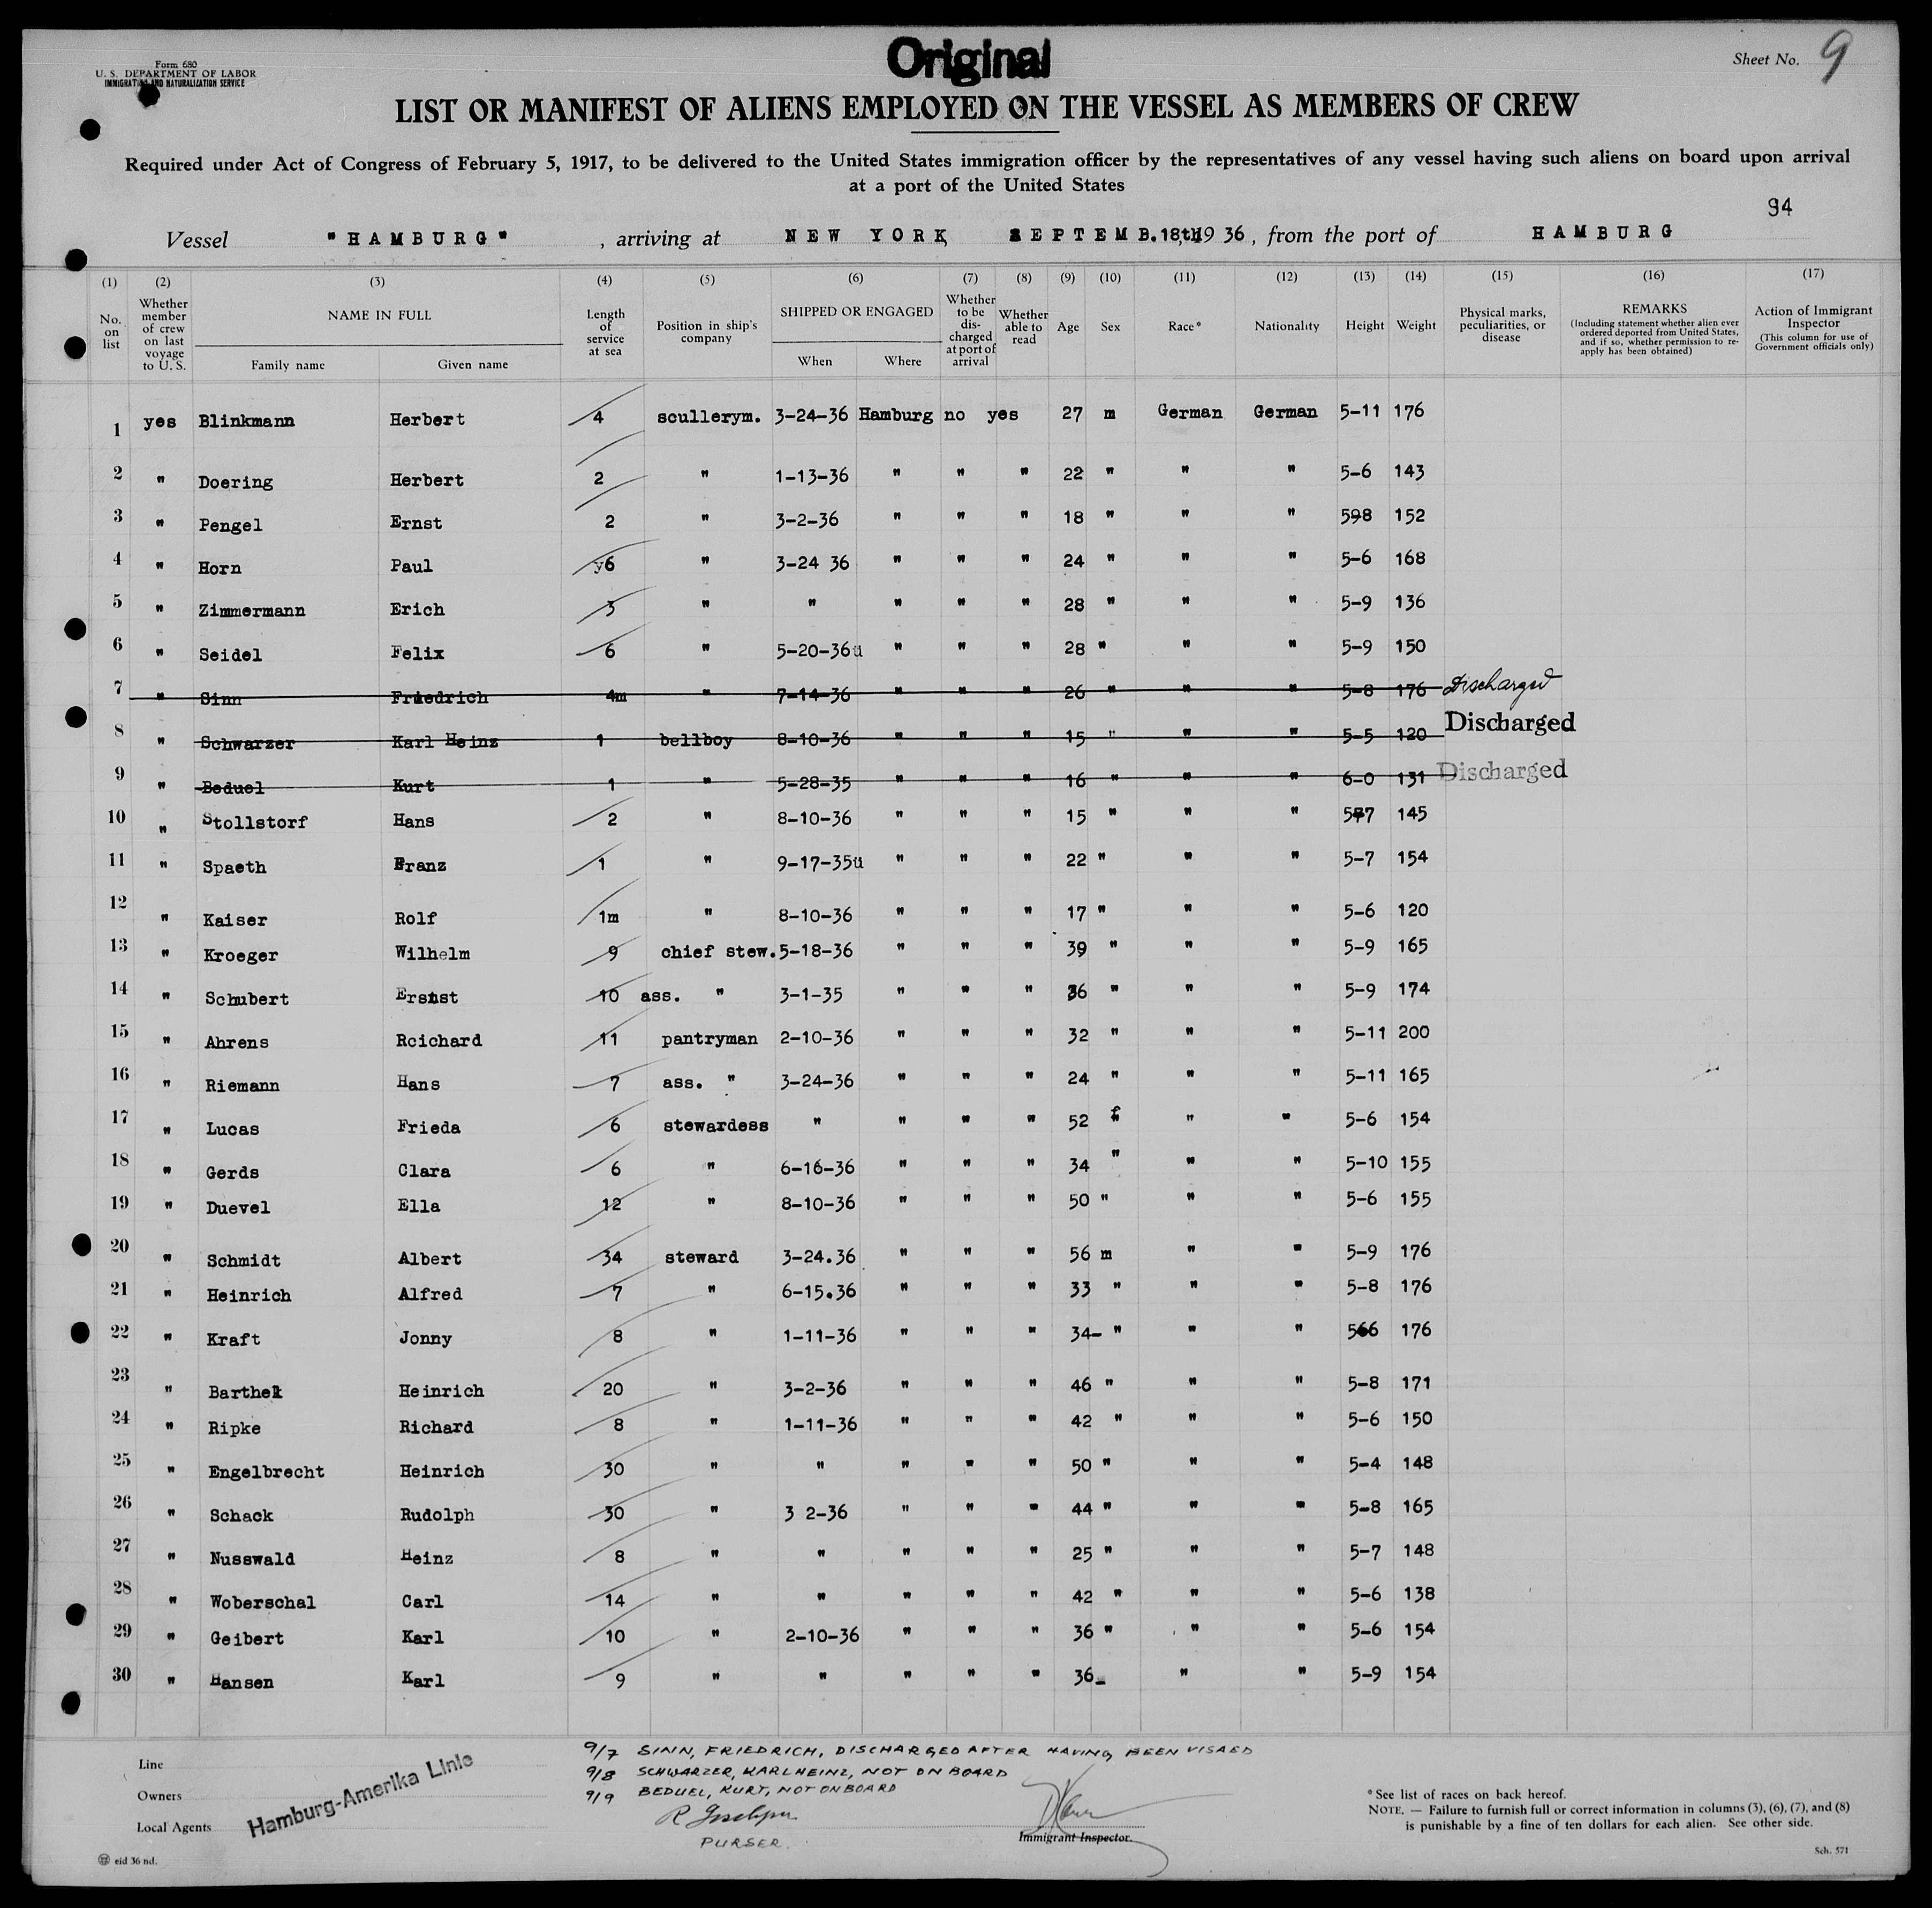 Original
Form 680
U. S. DEPARTMENT OF LABOR
IMMIGRATION AND NATURALIZATION SERVICE
Sheet No. 9
LIST OR MANIFEST OF ALIENS EMPLOYED ON THE VESSEL AS MEMBERS OF CREW
Required under Act of Congress of February 5, 1917, to be delivered to the United States immigration officer by the representatives of any vessel having such aliens on board upon arrival
at a port of the United States
94
Vessel "HAMBURG" , arriving at NEW YORK SEPTEMB.18,th1936, from the port of HAMBURG
(1) (2) (3) (4) (5) (6) (7) (8) (9) (10) (11) (12) (13) (14) (15) (16) (17)
No. on list
Whether member of crew on last voyage to U. S.
NAME IN FULL
Family name Given name
Length of service at sea
Position in ship's company
SHIPPED OR ENGAGED
When Where
Whether to be discharged at port of arrival
Whether able to read
Age Sex Race* Nationality Height Weight
Physical marks, peculiarities, or disease
REMARKS
(Including statement whether alien ever ordered deported from United States, and if so, whether permission to reapply has been obtained)
Action of Immigrant Inspector
(This column for use of Government officials only)
1 yes Blinkmann Herbert 4 scullerym. 3-24-36 Hamburg no yes 27 m German German 5-11 176
2 " Doering Herbert 2 " 1-13-36 " " " 22 " " " 5-6 143
3 " Pengel Ernst 2 " 3-2-36 " " " 18 " " " 598 152
4 " Horn Paul y6 " 3-24 36 " " " 24 " " " 5-6 168
5 " Zimmermann Erich 3 " " " " " 28 " " " 5-9 136
6 " Seidel Felix 6 " 5-20-36u " " " 28 " " " 5-9 150
7 " Sinn Friedrich 4m " 7-14-36 " " " 26 " " " 5-8 176 Discharged
8 " Schwarzer Karl Heinz 1 bellboy 8-10-36 " " " 15 " " " 5-5 120 Discharged
9 " Beduel Kurt 1 " 5-28-35 " " " 16 " " " 6-0 131 Discharged
10 " Stollstorf Hans 2 " 8-10-36 " " " 15 " " " 577 145
11 " Spaeth Franz 1 " 9-17-35u " " " 22 " " " 5-7 154
12 " Kaiser Rolf 1m " 8-10-36 " " " 17 " " " 5-6 120
13 " Kroeger Wilhelm 9 chief stew. 5-18-36 " " " 39 " " " 5-9 165
14 " Schubert Ersnst 10 ass. " 3-1-35 " " " 36 " " " 5-9 174
15 " Ahrens Rcichard 11 pantryman 2-10-36 " " " 32 " " " 5-11 200
16 " Riemann Hans 7 ass. " 3-24-36 " " " 24 " " " 5-11 165
17 " Lucas Frieda 6 stewardess " " " " 52 f " " 5-6 154
18 " Gerds Clara 6 " 6-16-36 " " " 34 " " " 5-10 155
19 " Duevel Ella 12 " 8-10-36 " " " 50 " " " 5-6 155
20 " Schmidt Albert 34 steward 3-24.36 " " " 56 m " " 5-9 176
21 " Heinrich Alfred 7 " 6-15.36 " " " 33 " " " 5-8 176
22 " Kraft Jonny 8 " 1-11-36 " " " 34- " " " 566 176
23 " Barthel Heinrich 20 " 3-2-36 " " " 46 " " " 5-8 171
24 " Ripke Richard 8 " 1-11-36 " " " 42 " " " 5-6 150
25 " Engelbrecht Heinrich 30 " " " " " 50 " " " 5-4 148
26 " Schack Rudolph 30 " 3 2-36 " " " 44 " " " 5-8 165
27 " Nusswald Heinz 8 " " " " " 25 " " " 5-7 148
28 " Woberschal Carl 14 " " " " " 42 " " " 5-6 138
29 " Geibert Karl 10 " 2-10-36 " " " 36 " " " 5-6 154
30 " Hansen Karl 9 " " " " " 36- " " 5-9 154
Line
Owners
Local Agents
Hamburg-Amerika Linie
9/7 SINN, FRIEDRICH, DISCHARGED AFTER HAVING BEEN VISAED
9/8 SCHWARZER, KARLHEINZ, NOT ON BOARD
9/9 BEDUEL, KURT, NOT ON BOARD
PURSER.
Immigrant Inspector.
* See list of races on back hereof.
NOTE. — Failure to furnish full or correct information in columns (3), (6), (7), and (8)
is punishable by a fine of ten dollars for each alien. See other side.
eid 36 nd.
Sch. 571